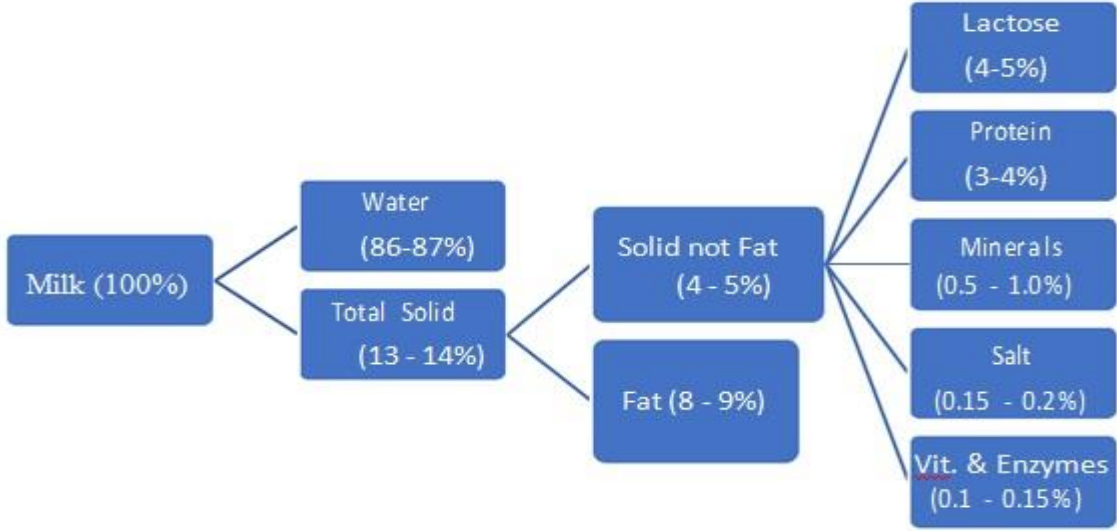 Milk (100%)
Water
(86-87%)
Total Solid
(13 - 14%)
Solid not Fat
(4 - 5%)
Fat (8 - 9%)
Lactose
(4-5%)
Protein
(3-4%)
Minerals
(0.5 - 1.0%)
Salt
(0.15 - 0.2%)
Vit. & Enzymes
(0.1 - 0.15%)